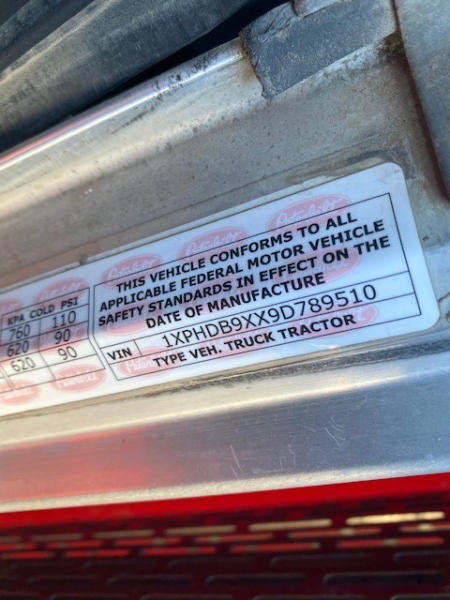 KPA COLD PSI
760 110
620 90
620 90
THIS VEHICLE CONFORMS TO ALL
APPLICABLE FEDERAL MOTOR VEHICLE
SAFETY STANDARDS IN EFFECT ON THE
DATE OF MANUFACTURE
VIN 1XPHDB9XX9D789510
TYPE VEH. TRUCK TRACTOR